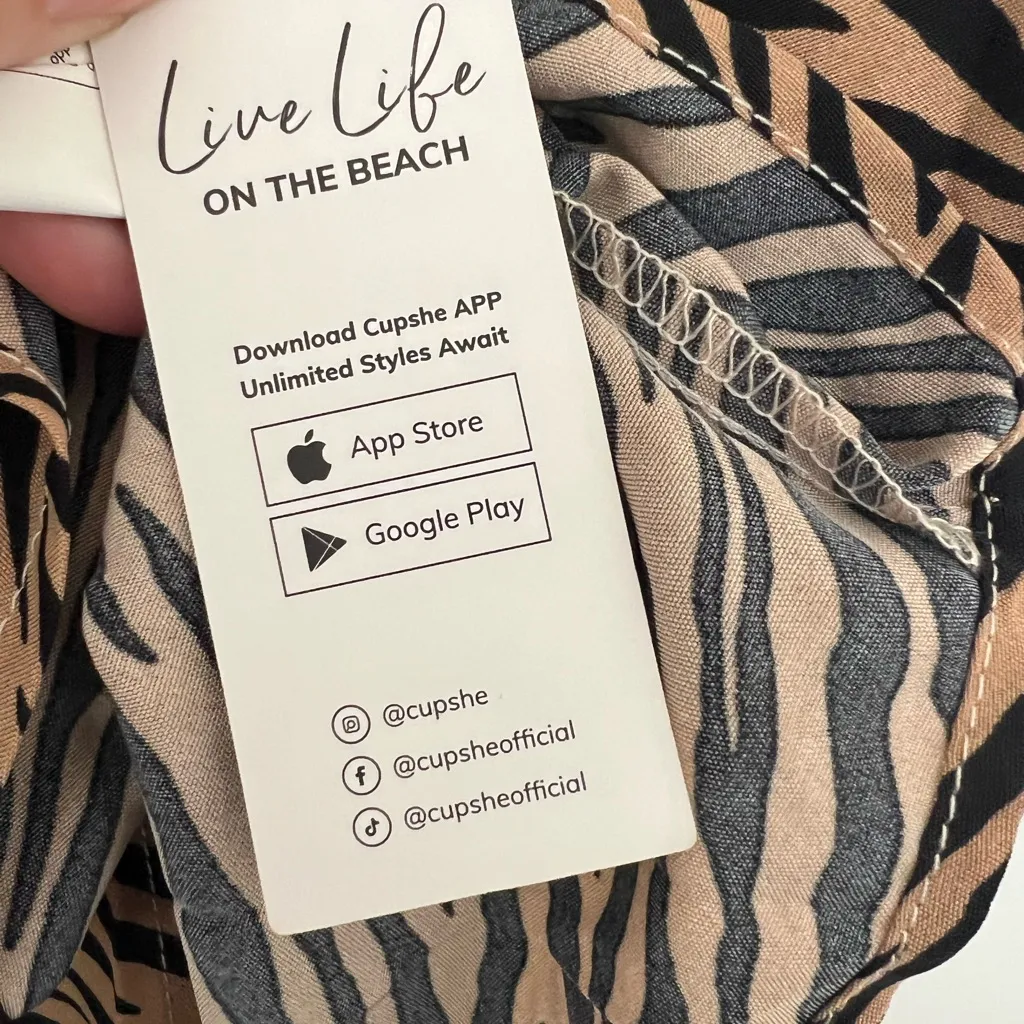 Live Life
ON THE BEACH
Download Cupshe APP
Unlimited Styles Await
App Store
Google Play
@cupshe
@cupsheofficial
@cupsheofficial